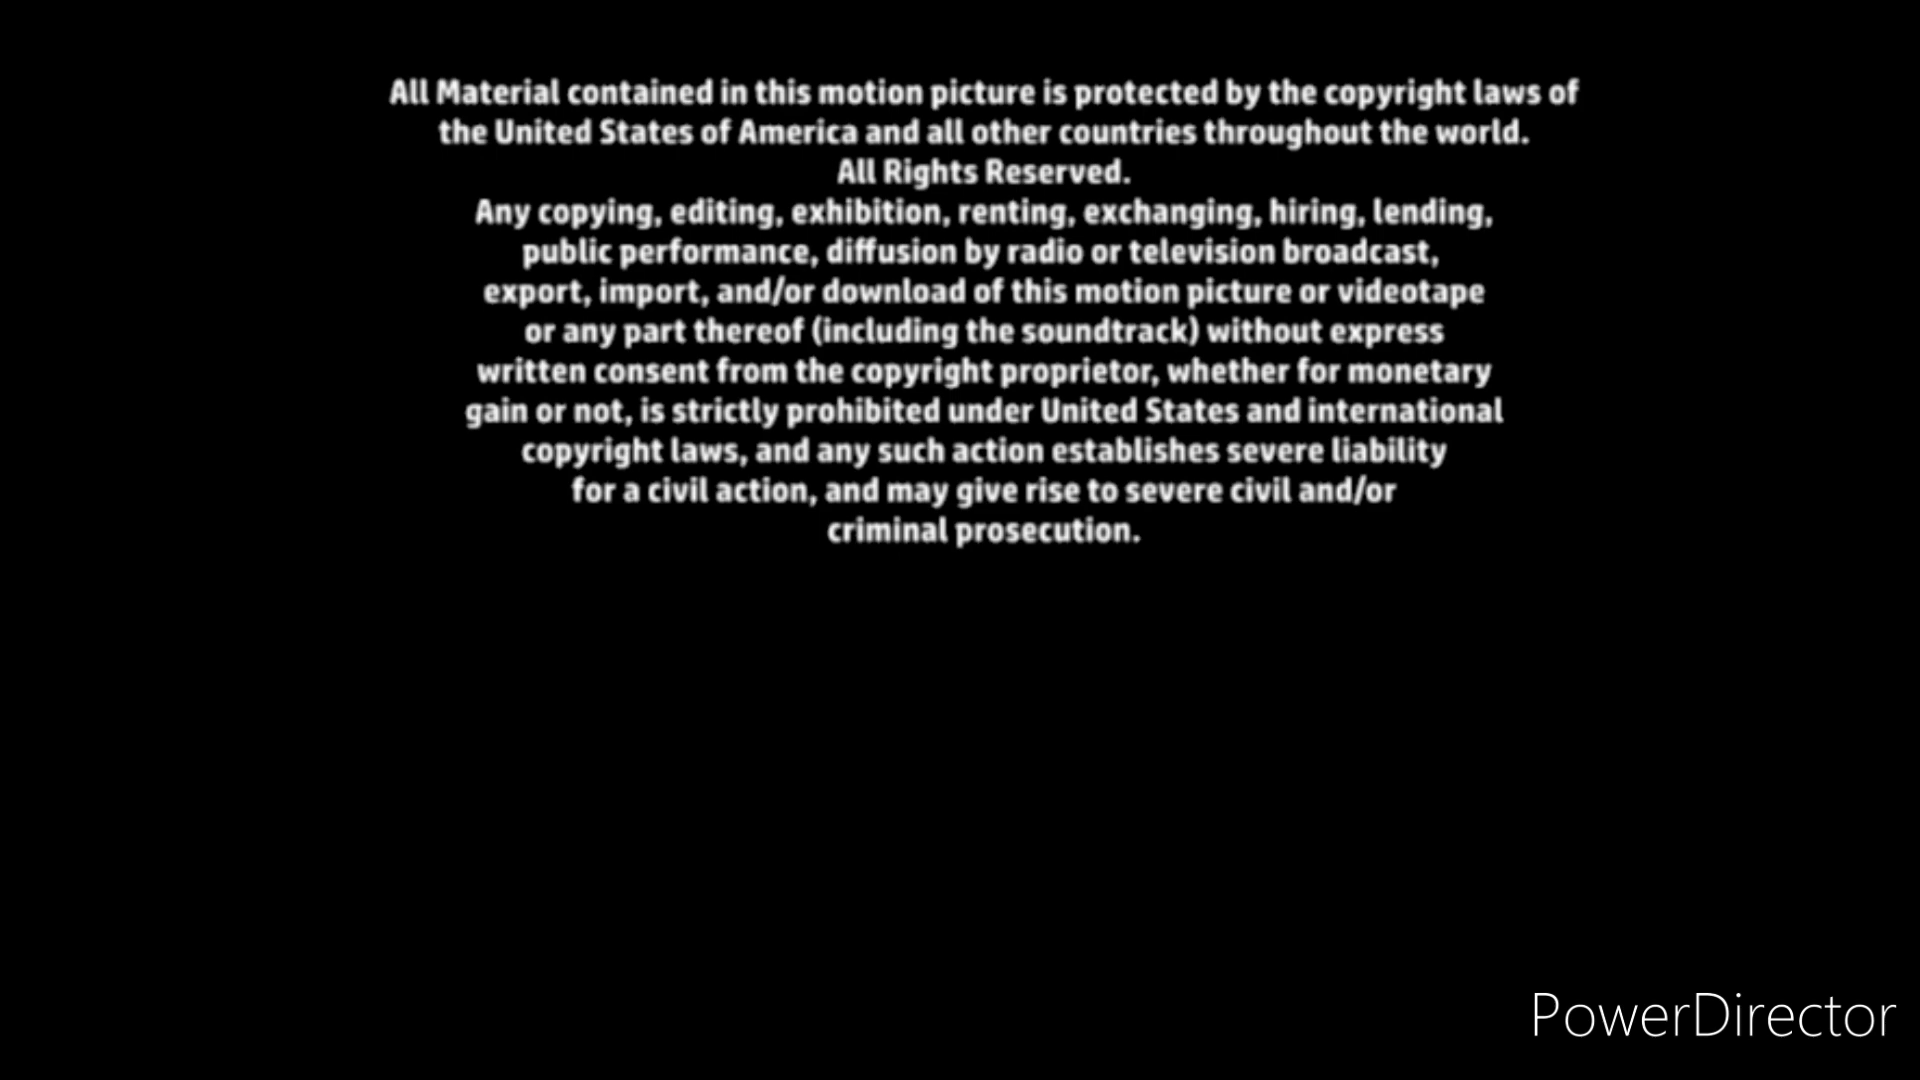 All Material contained in this motion picture is protected by the copyright laws of
the United States of America and all other countries throughout the world.
All Rights Reserved.
Any copying, editing, exhibition, renting, exchanging, hiring, lending,
public performance, diffusion by radio or television broadcast,
export, import, and/or download of this motion picture or videotape
or any part thereof (including the soundtrack) without express
written consent from the copyright proprietor, whether for monetary
gain or not, is strictly prohibited under United States and international
copyright laws, and any such action establishes severe liability
for a civil action, and may give rise to severe civil and/or
criminal prosecution.
PowerDirector